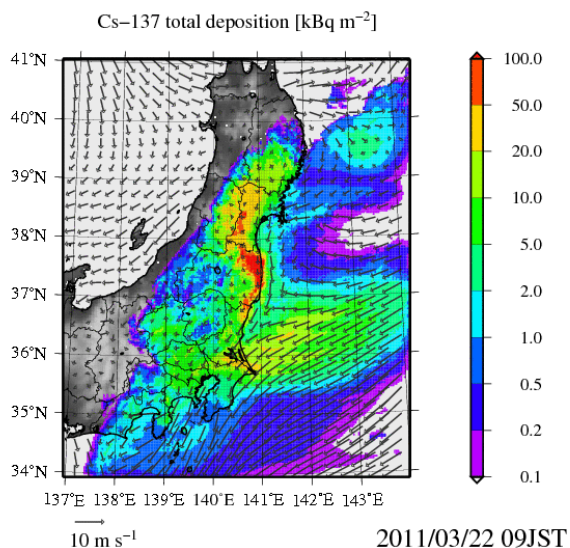 Cs−137 total deposition [kBq m⁻²]
41°N
40°N
39°N
38°N
37°N
36°N
35°N
34°N
137°E 138°E 139°E 140°E 141°E 142°E 143°E
100.0
50.0
20.0
10.0
5.0
2.0
1.0
0.5
0.2
0.1
10 m s⁻¹
2011/03/22 09JST